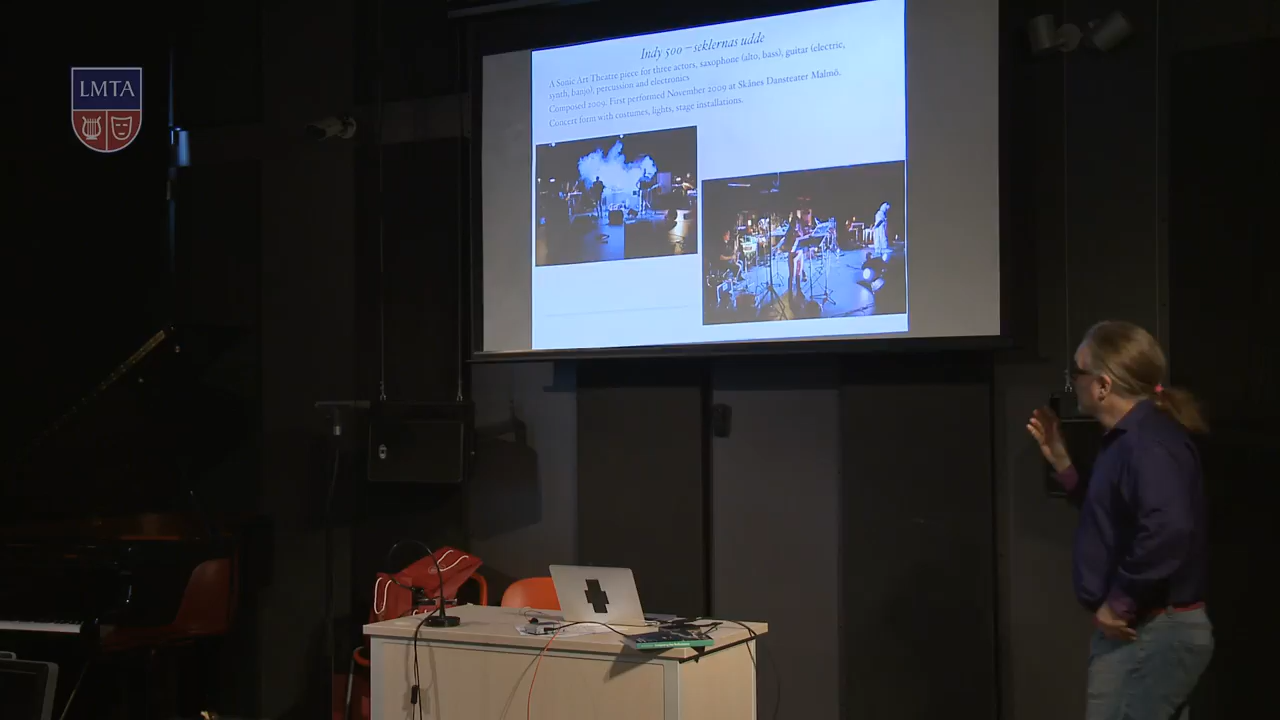 LMTA
Indy 500 – seklernas udde
A Sonic Art Theatre piece for three actors, saxophone (alto, bass), guitar (electric,
synth, banjo), percussion and electronics
Composed 2009. First performed November 2009 at Skånes Dansteater Malmö.
Concert form with costumes, lights, stage installations.